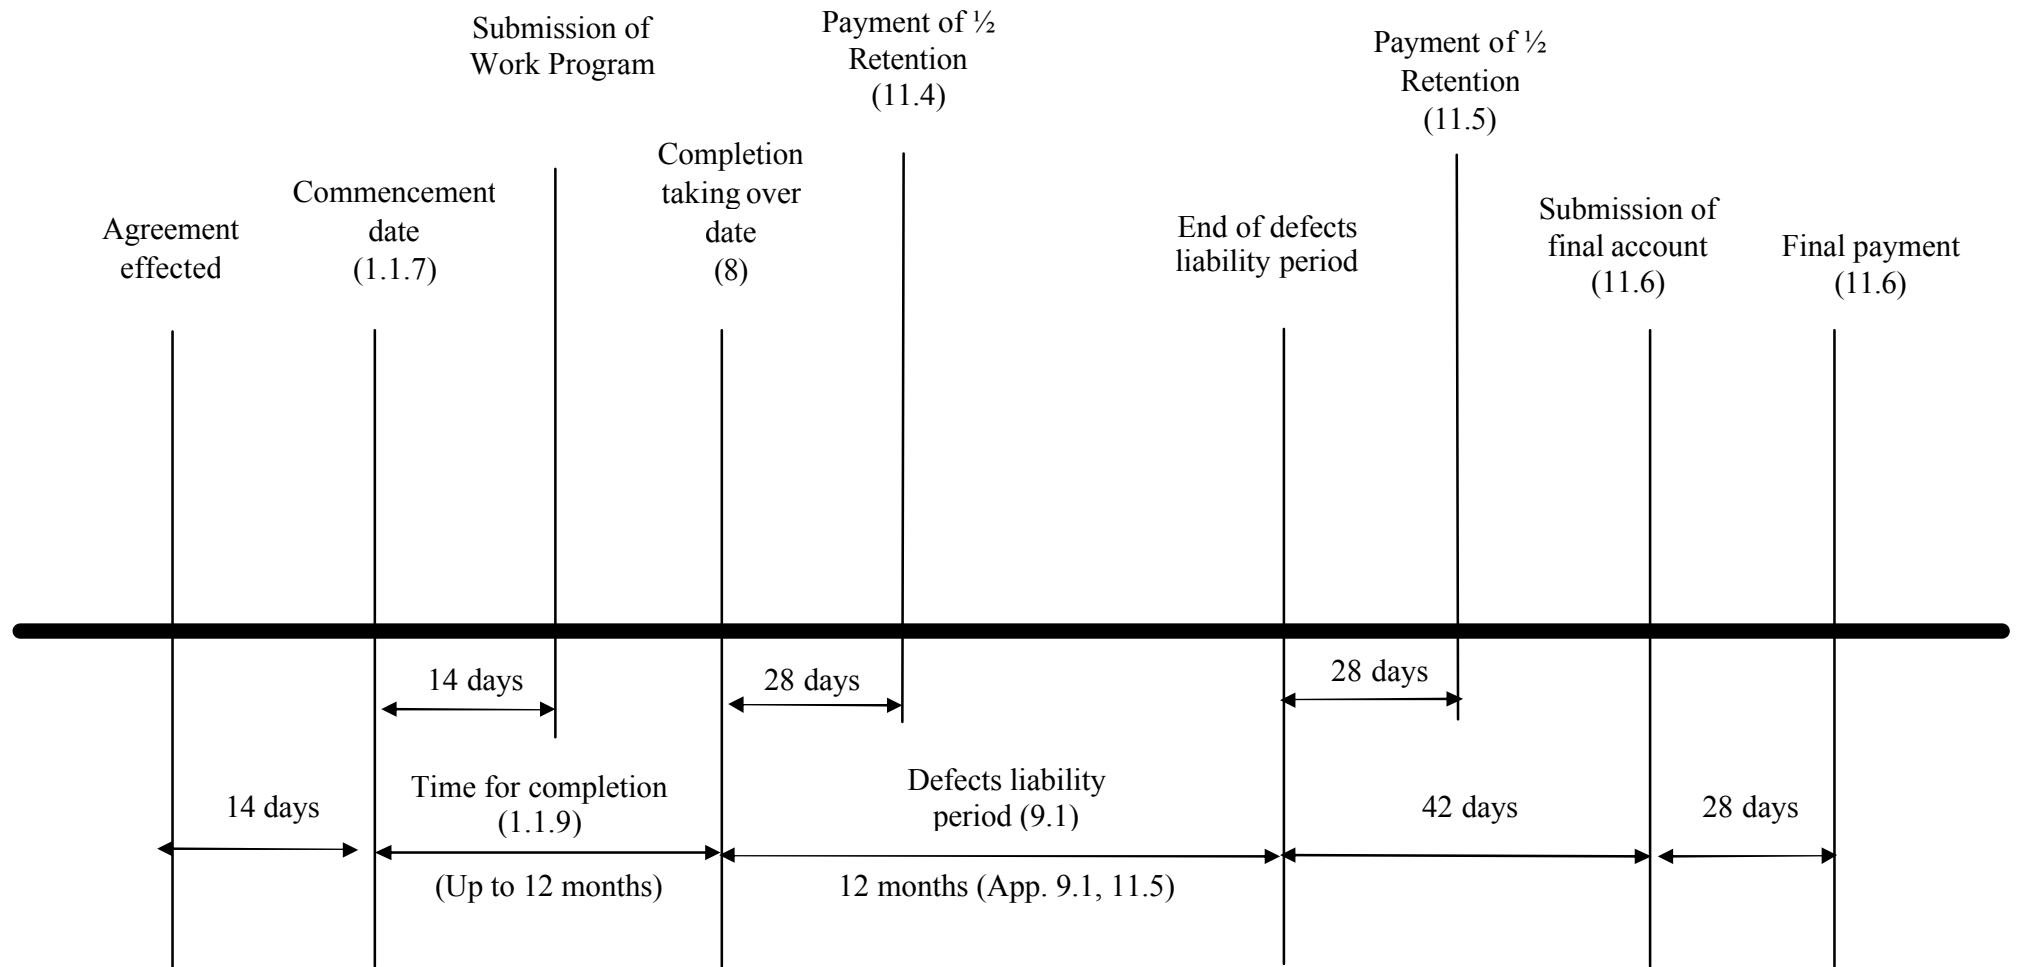 Submission of
Work Program
Payment of ½
Retention
(11.4)
Payment of ½
Retention
(11.5)
Agreement
effected
Commencement
date
(1.1.7)
Completion
taking over
date
(8)
End of defects
liability period
Submission of
final account
(11.6)
Final payment
(11.6)
14 days
28 days
28 days
14 days
Time for completion
(1.1.9)
(Up to 12 months)
Defects liability
period (9.1)
12 months (App. 9.1, 11.5)
42 days
28 days